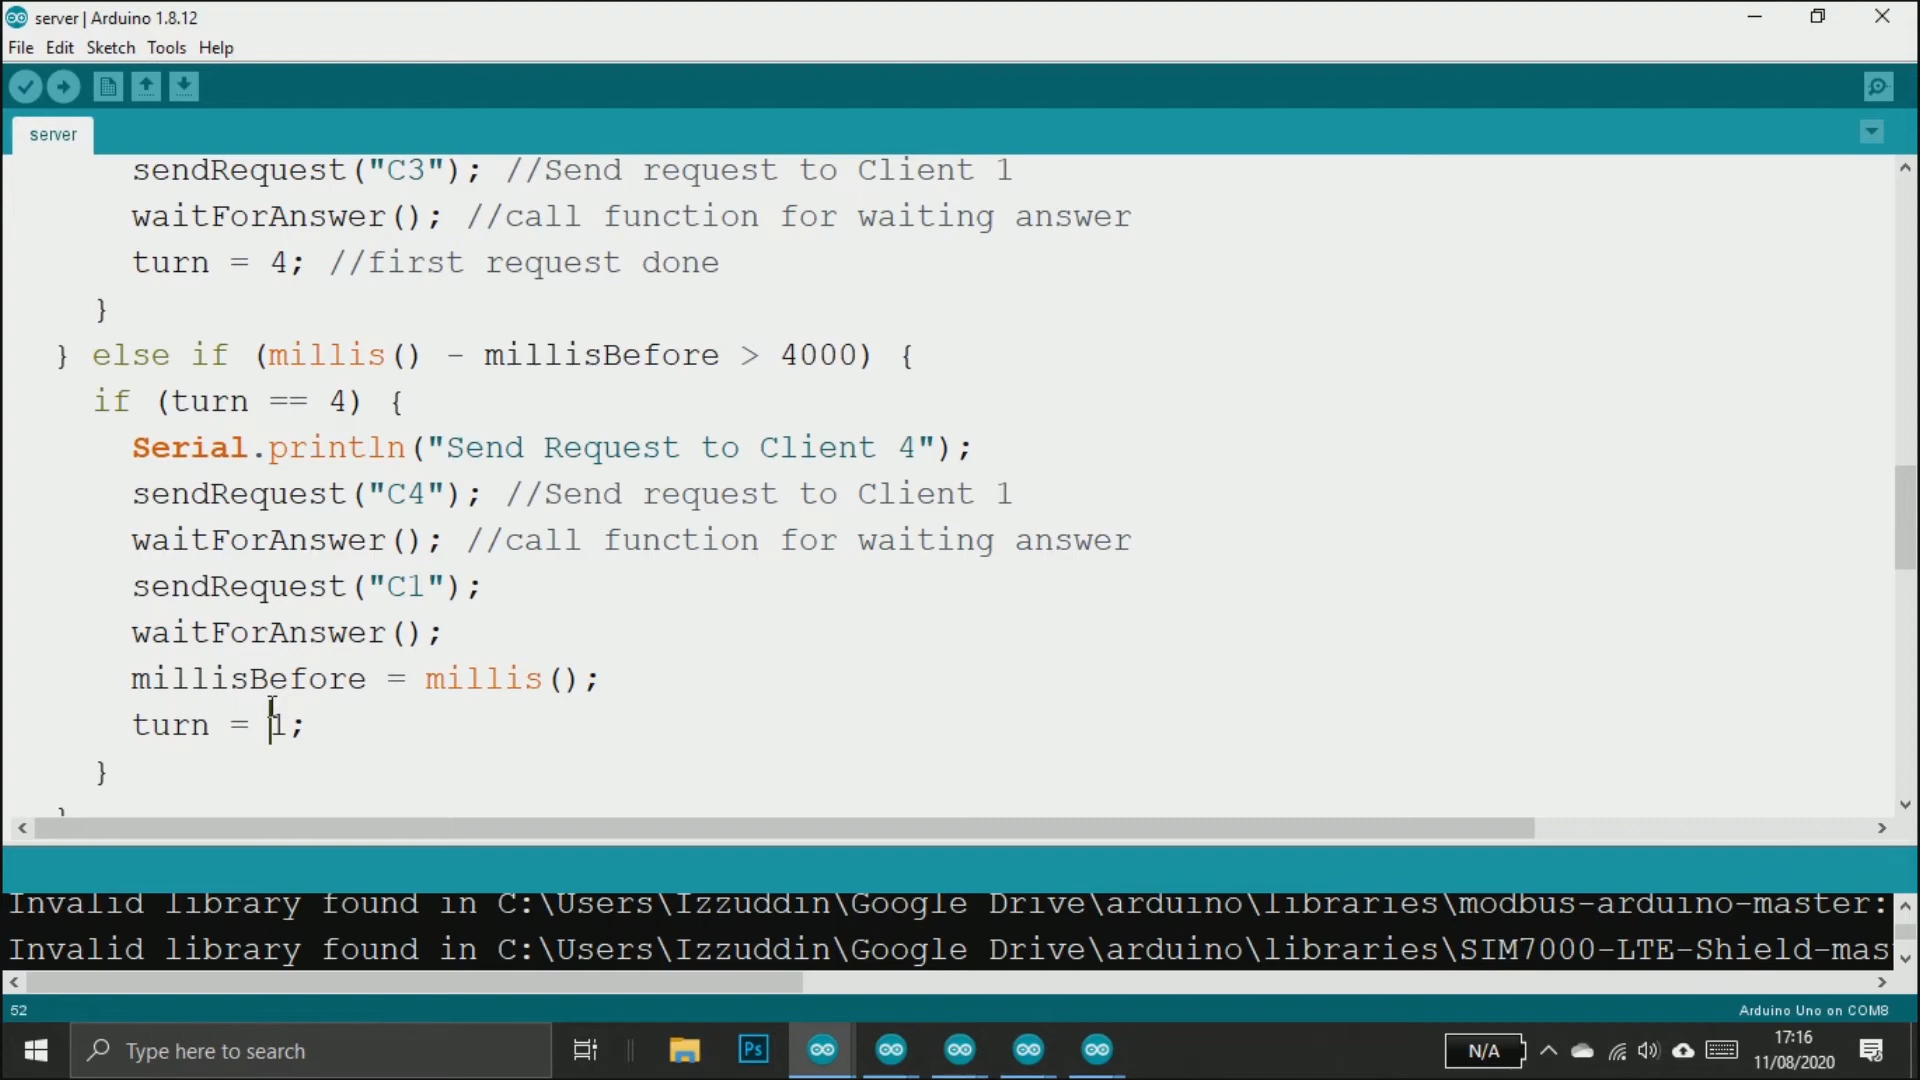 server | Arduino 1.8.12
File Edit Sketch Tools Help
server
sendRequest("C3"); //Send request to Client 1
waitForAnswer(); //call function for waiting answer
turn = 4; //first request done
}
} else if (millis() - millisBefore > 4000) {
if (turn == 4) {
Serial.println("Send Request to Client 4");
sendRequest("C4"); //Send request to Client 1
waitForAnswer(); //call function for waiting answer
sendRequest("C1");
waitForAnswer();
millisBefore = millis();
turn = 1;
}
Invalid library found in C:\Users\Izzuddin\Google Drive\arduino\libraries\modbus-arduino-master:
Invalid library found in C:\Users\Izzuddin\Google Drive\arduino\libraries\SIM7000-LTE-Shield-mas
52
Arduino Uno on COM8
Type here to search
Ps
N/A
17:16
11/08/2020